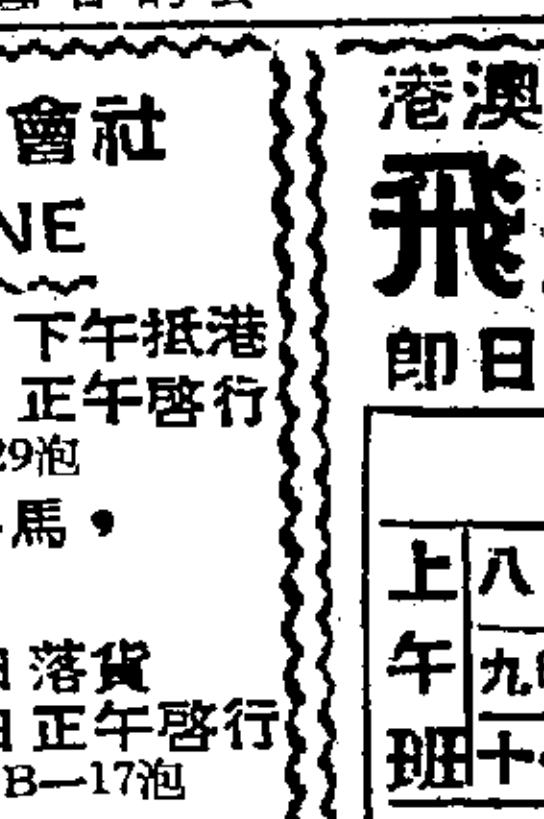 會社
NE
下午抵港
正午啓行
29泡
馬，
落貨
正午啓行
B—17泡
港澳
飛
即日
上午班
八
九
十